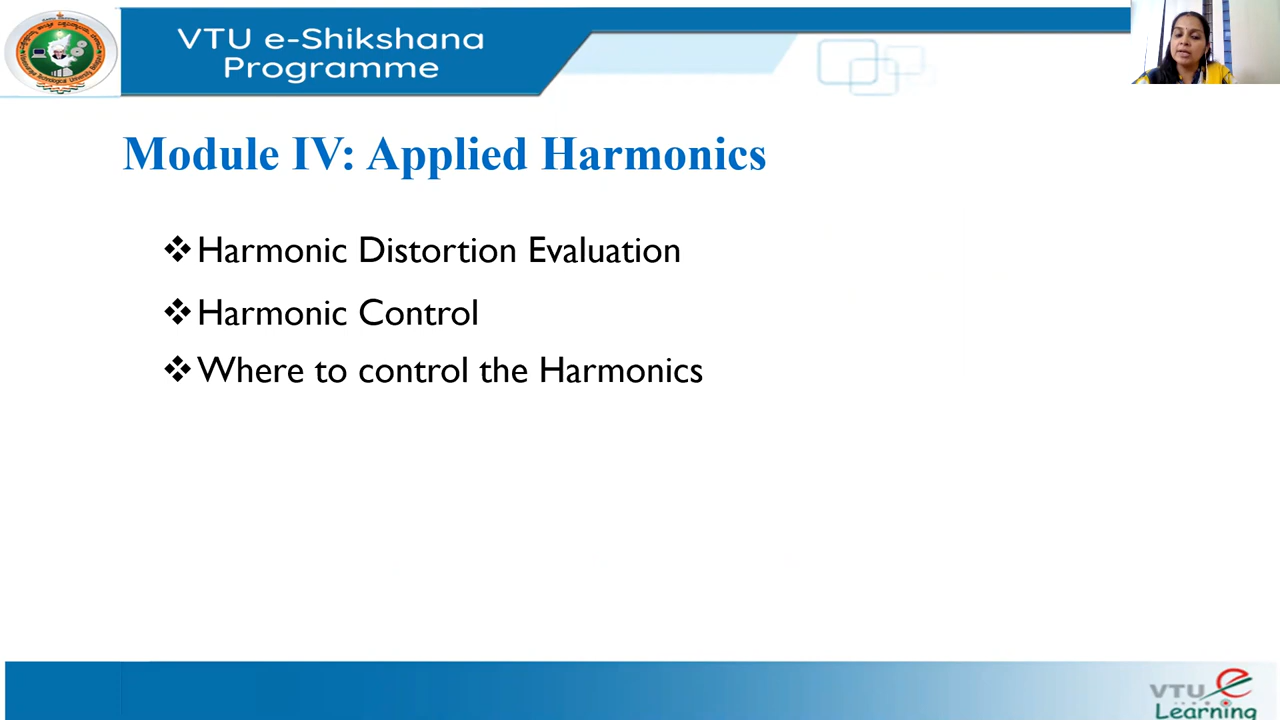 VTU e-Shikshana
Programme
Module IV: Applied Harmonics
❖Harmonic Distortion Evaluation
❖Harmonic Control
❖Where to control the Harmonics
VTU e
Learning